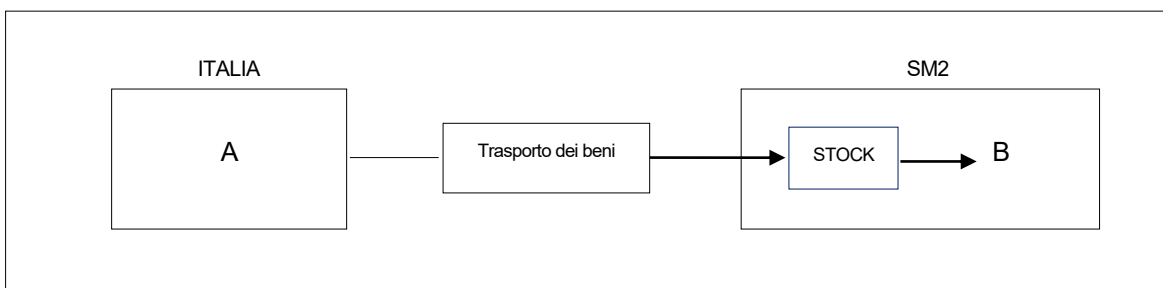 ITALIA
SM2
A
Trasporto dei beni
STOCK
B